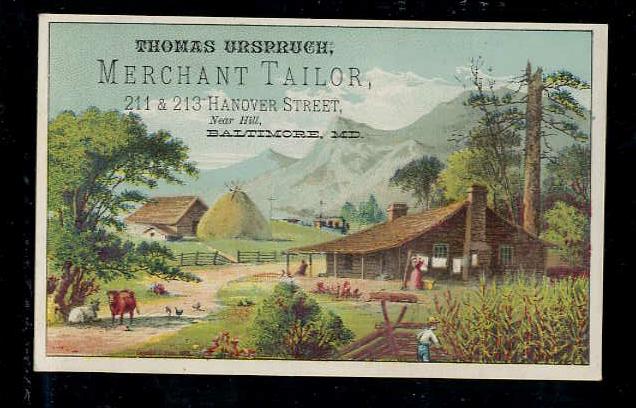 THOMAS URSPRUCH,
MERCHANT TAILOR,
211 & 213 HANOVER STREET,
Near Hill,
BALTIMORE, MD.